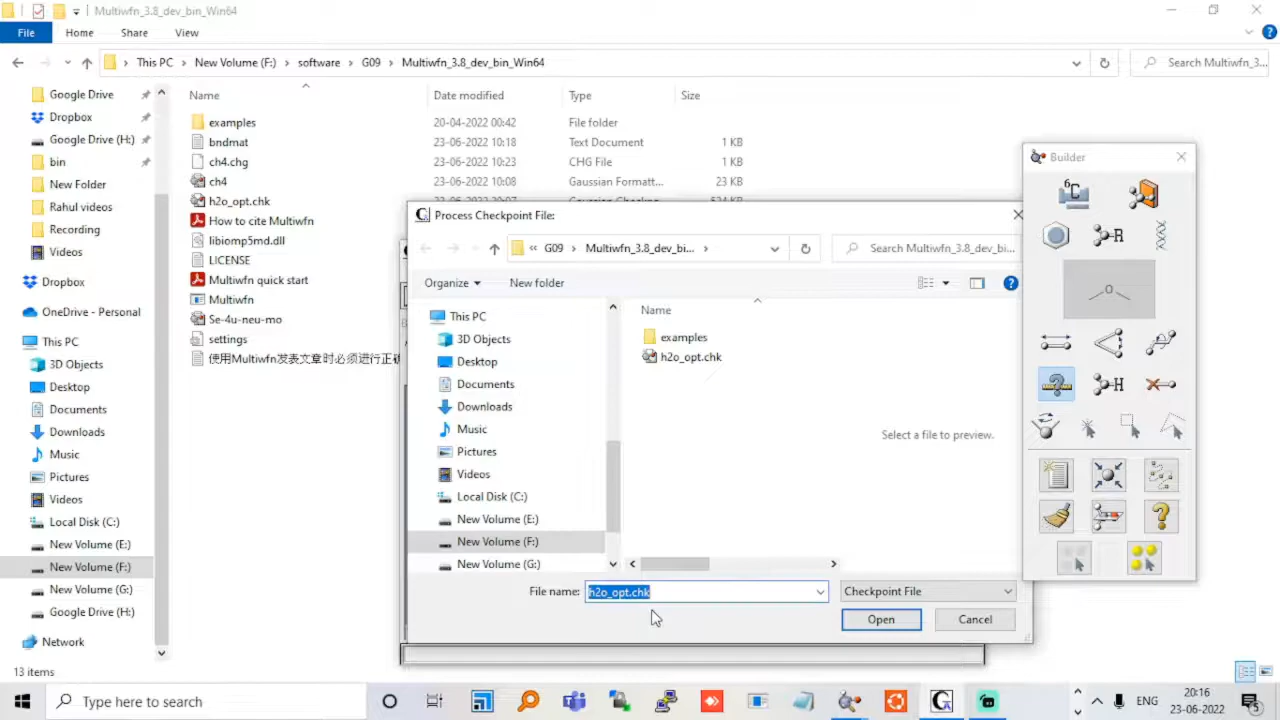 Multiwfn_3.8_dev_bin_Win64
File Home Share View
This PC New Volume (F:) software G09 Multiwfn_3.8_dev_bin_Win64
Search Multiwfn_3...
Google Drive
Dropbox
Google Drive (H:)
bin
New Folder
Rahul videos
Recording
Videos
Dropbox
OneDrive - Personal
This PC
3D Objects
Desktop
Documents
Downloads
Music
Pictures
Videos
Local Disk (C:)
New Volume (E:)
New Volume (F:)
New Volume (G:)
Google Drive (H:)
Network
13 items
Name Date modified Type Size
examples 20-04-2022 00:42 File folder
bndmat 23-06-2022 10:18 Text Document 1 KB
ch4.chg 23-06-2022 10:23 CHG File 1 KB
ch4 23-06-2022 10:08 Gaussian Formatt... 23 KB
h2o_opt.chk
How to cite Multiwfn
libiomp5md.dll
LICENSE
Multiwfn quick start
Multiwfn
Se-4u-neu-mo
settings
使用Multiwfn发表文章时必须进行正确
Process Checkpoint File:
« G09 Multiwfn_3.8_dev_bi...
Search Multiwfn_3.8_dev_bi...
Organize New folder
This PC
3D Objects
Desktop
Documents
Downloads
Music
Pictures
Videos
Local Disk (C:)
New Volume (E:)
New Volume (F:)
New Volume (G:)
Name
examples
h2o_opt.chk
Select a file to preview.
File name: h2o_opt.chk Checkpoint File
Open Cancel
Builder
6C
R
O
H
Type here to search
ENG
20:16
23-06-2022
5